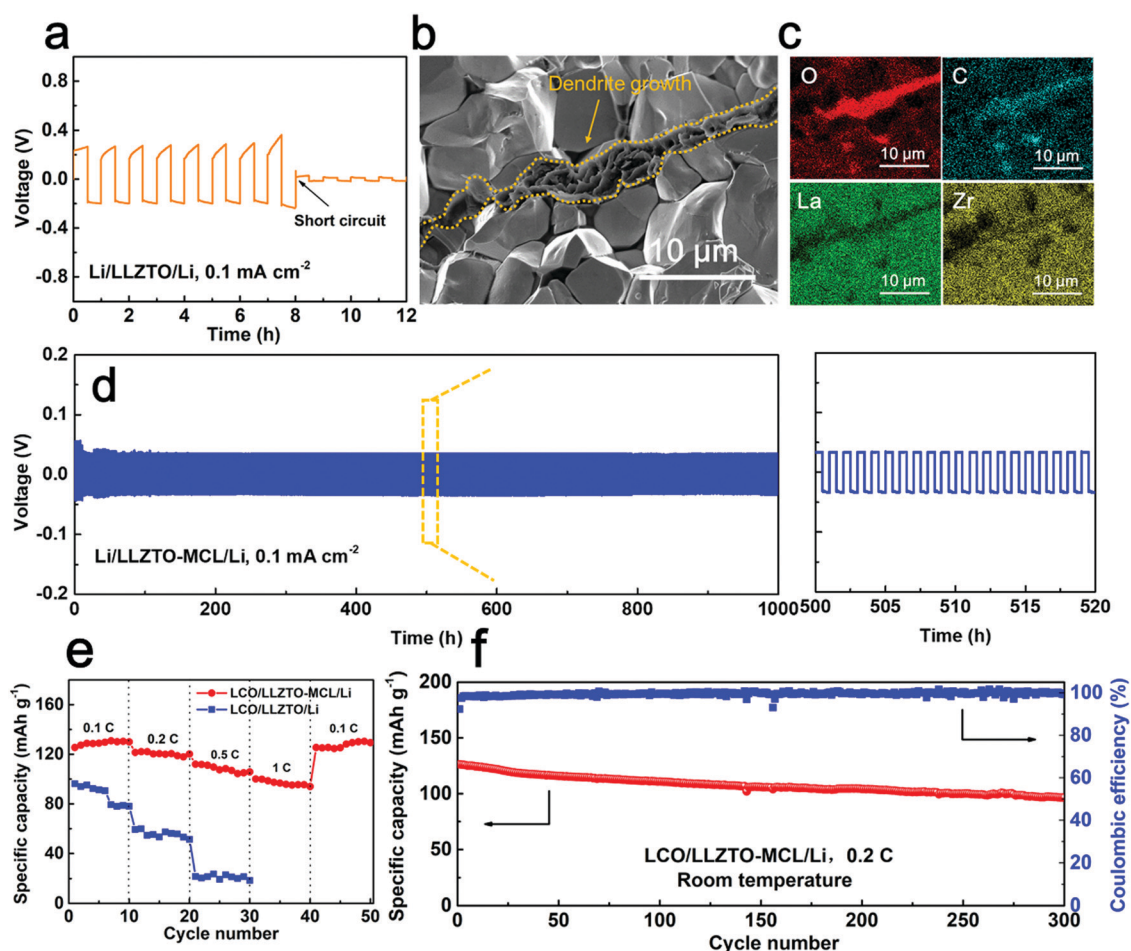 a
Voltage (V)
0.8
0.4
0.0
-0.4
-0.8
Short circuit
Li/LLZTO/Li, 0.1 mA cm⁻²
0 2 4 6 8 10 12
Time (h)
b
Dendrite growth
10 μm
c
O
10 μm
C
10 μm
La
10 μm
Zr
10 μm
d
Voltage (V)
0.2
0.1
0.0
-0.1
-0.2
Li/LLZTO-MCL/Li, 0.1 mA cm⁻²
0 200 400 600 800 1000
Time (h)
500 505 510 515 520
Time (h)
e
Specific capacity (mAh g⁻¹)
160
120
80
40
0
LCO/LLZTO-MCL/Li
LCO/LLZTO/Li
0.1 C
0.2 C
0.5 C
1 C
0.1 C
0 10 20 30 40 50
Cycle number
f
Specific capacity (mAh g⁻¹)
200
175
150
125
100
75
50
25
0
LCO/LLZTO-MCL/Li, 0.2 C
Room temperature
0 50 100 150 200 250 300
Cycle number
100
80
60
40
20
0
Coulombic efficiency (%)